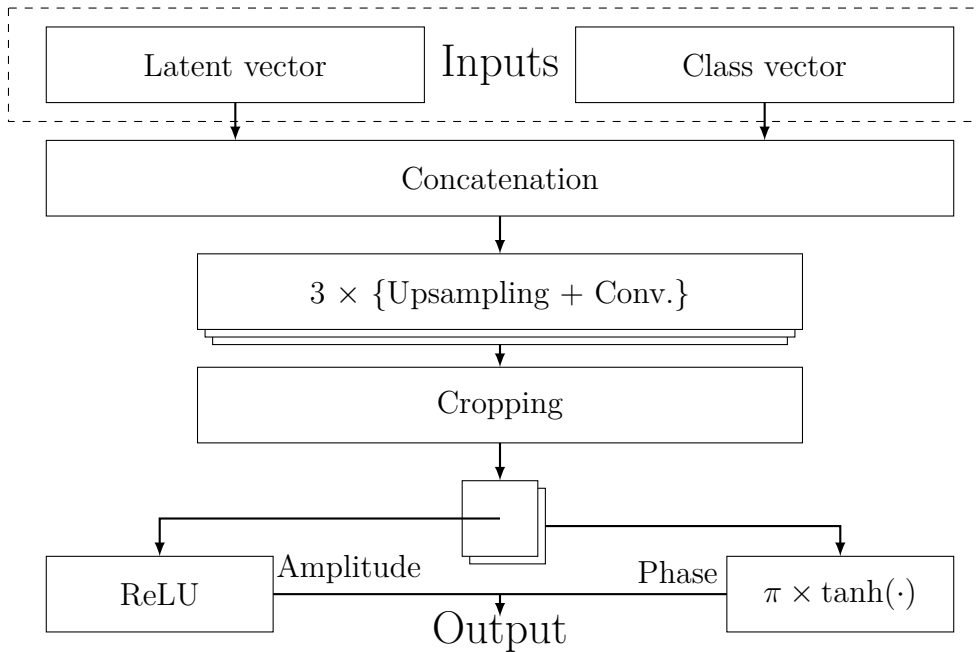 Latent vector
Inputs
Class vector
Concatenation
3 × {Upsampling + Conv.}
Cropping
Amplitude
Phase
ReLU
π × tanh(·)
Output